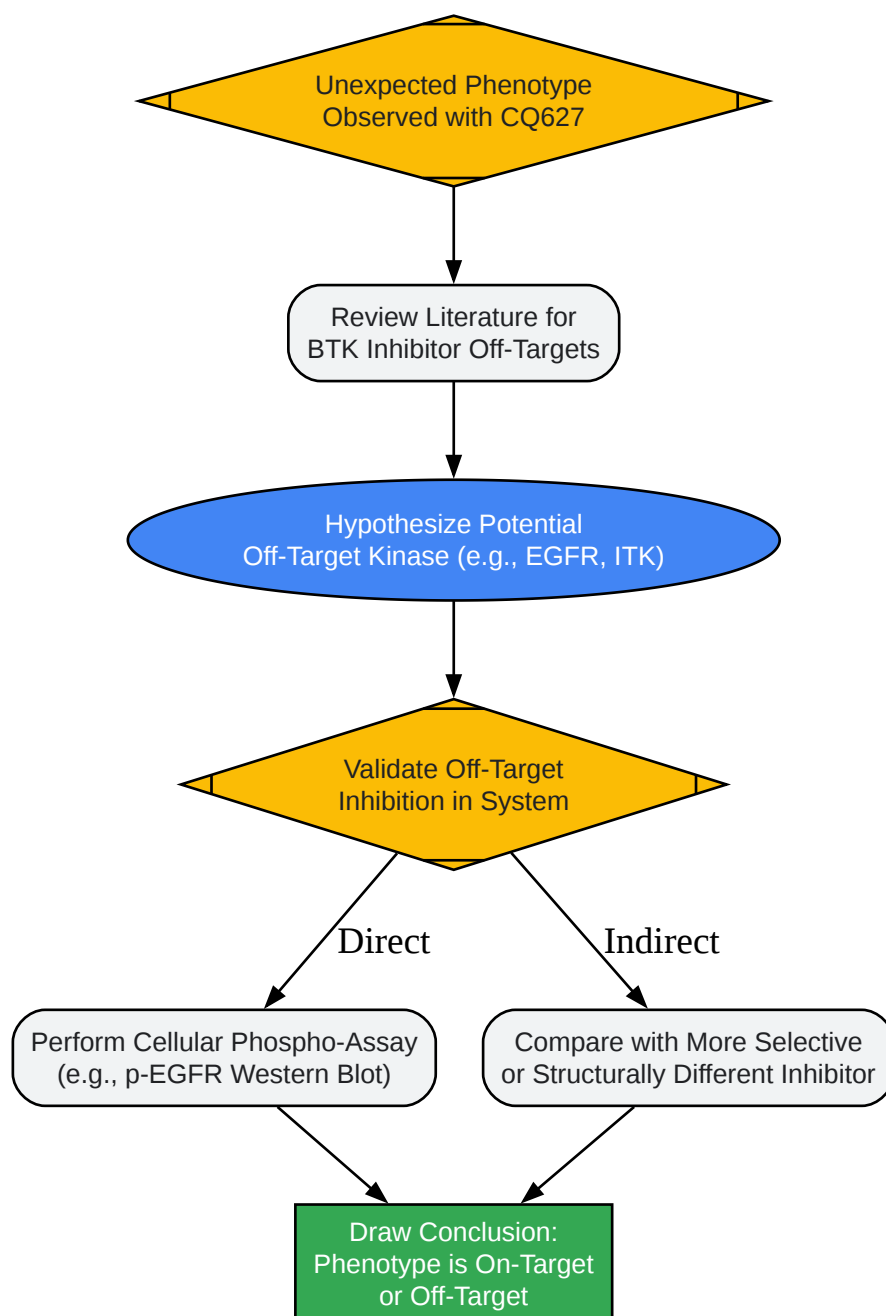 Unexpected Phenotype
Observed with CQ627
Review Literature for
BTK Inhibitor Off-Targets
Hypothesize Potential
Off-Target Kinase (e.g., EGFR, ITK)
Validate Off-Target
Inhibition in System
Direct
Indirect
Perform Cellular Phospho-Assay
(e.g., p-EGFR Western Blot)
Compare with More Selective
or Structurally Different Inhibitor
Draw Conclusion:
Phenotype is On-Target
or Off-Target